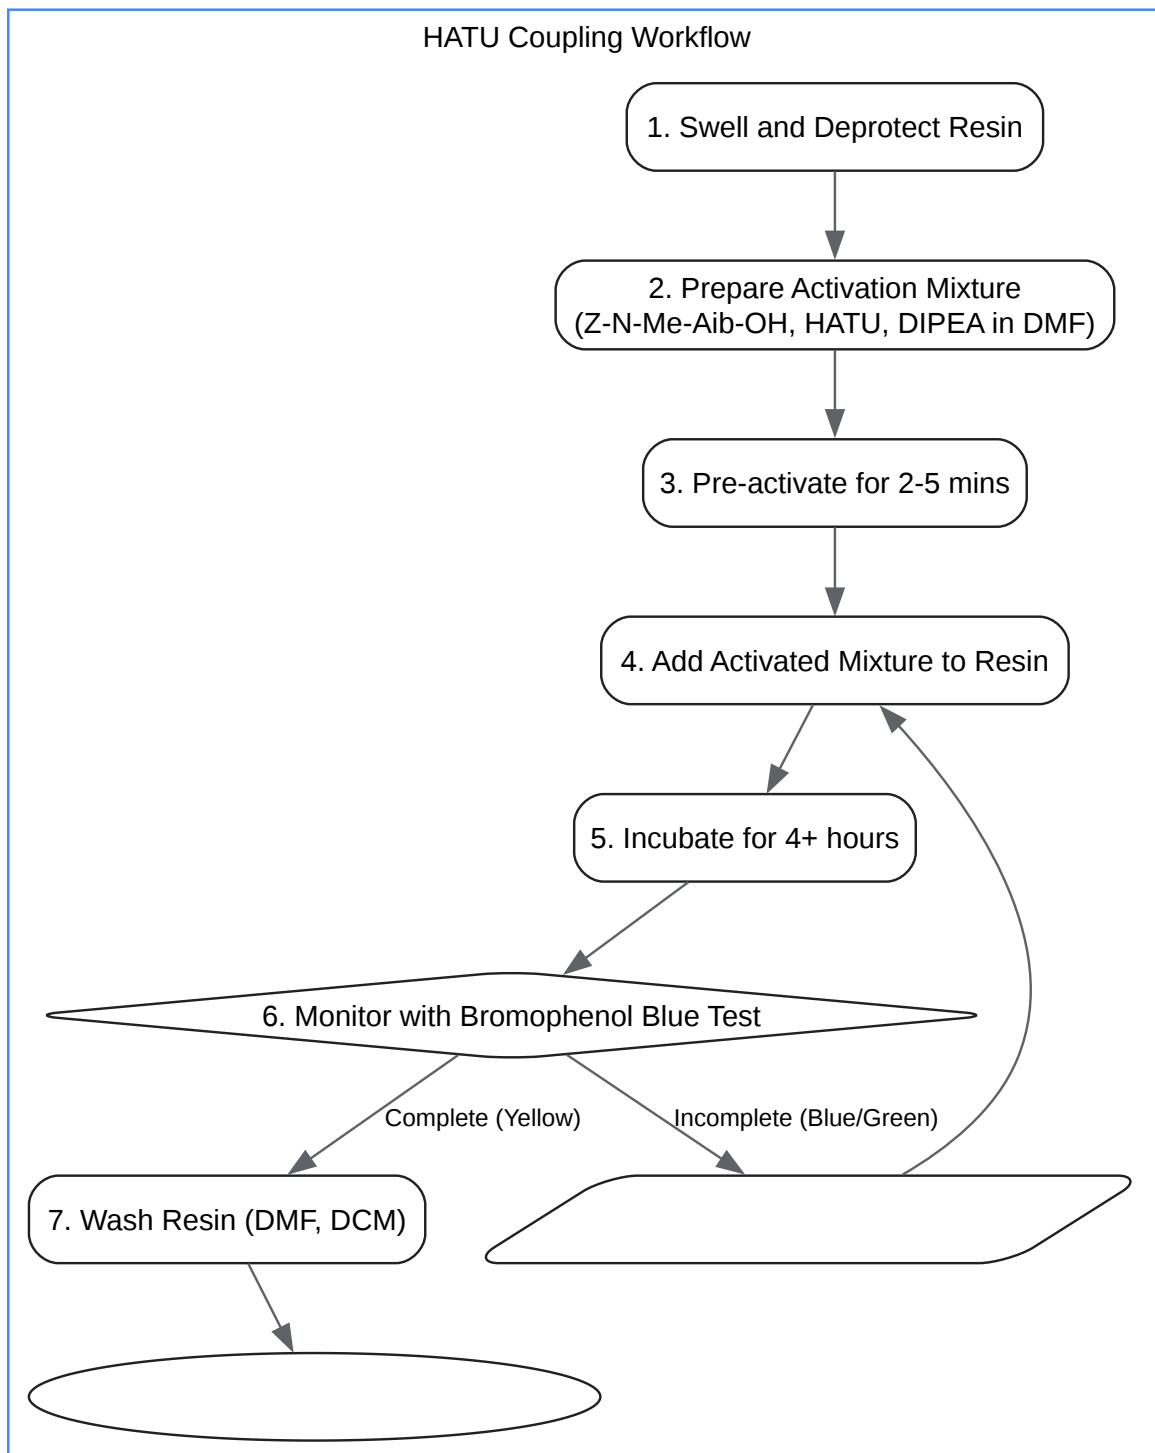 HATU Coupling Workflow
1. Swell and Deprotect Resin
2. Prepare Activation Mixture
(Z-N-Me-Aib-OH, HATU, DIPEA in DMF)
3. Pre-activate for 2-5 mins
4. Add Activated Mixture to Resin
5. Incubate for 4+ hours
6. Monitor with Bromophenol Blue Test
Complete (Yellow)
Incomplete (Blue/Green)
7. Wash Resin (DMF, DCM)